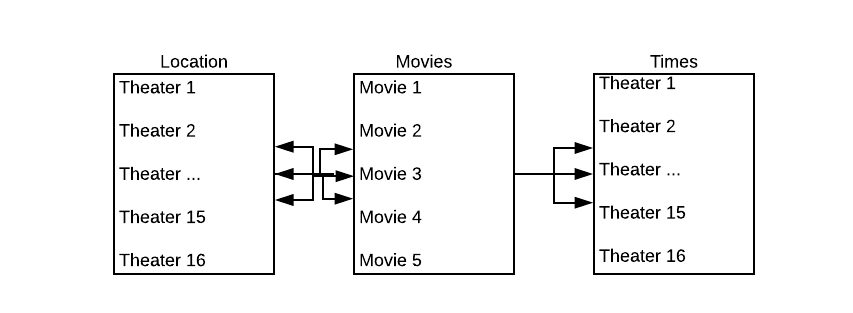 Location
Movies
Times
Theater 1
Theater 2
Theater ...
Theater 15
Theater 16
Movie 1
Movie 2
Movie 3
Movie 4
Movie 5
Theater 1
Theater 2
Theater ...
Theater 15
Theater 16